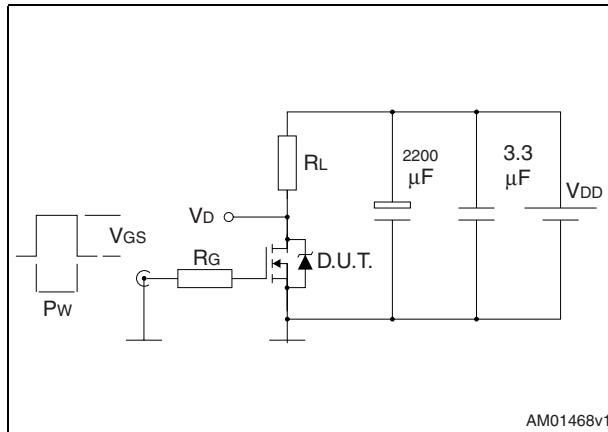 RL
2200
μF
3.3
μF
VDD
VD
VGS
RG
D.U.T.
PW
AM01468v1